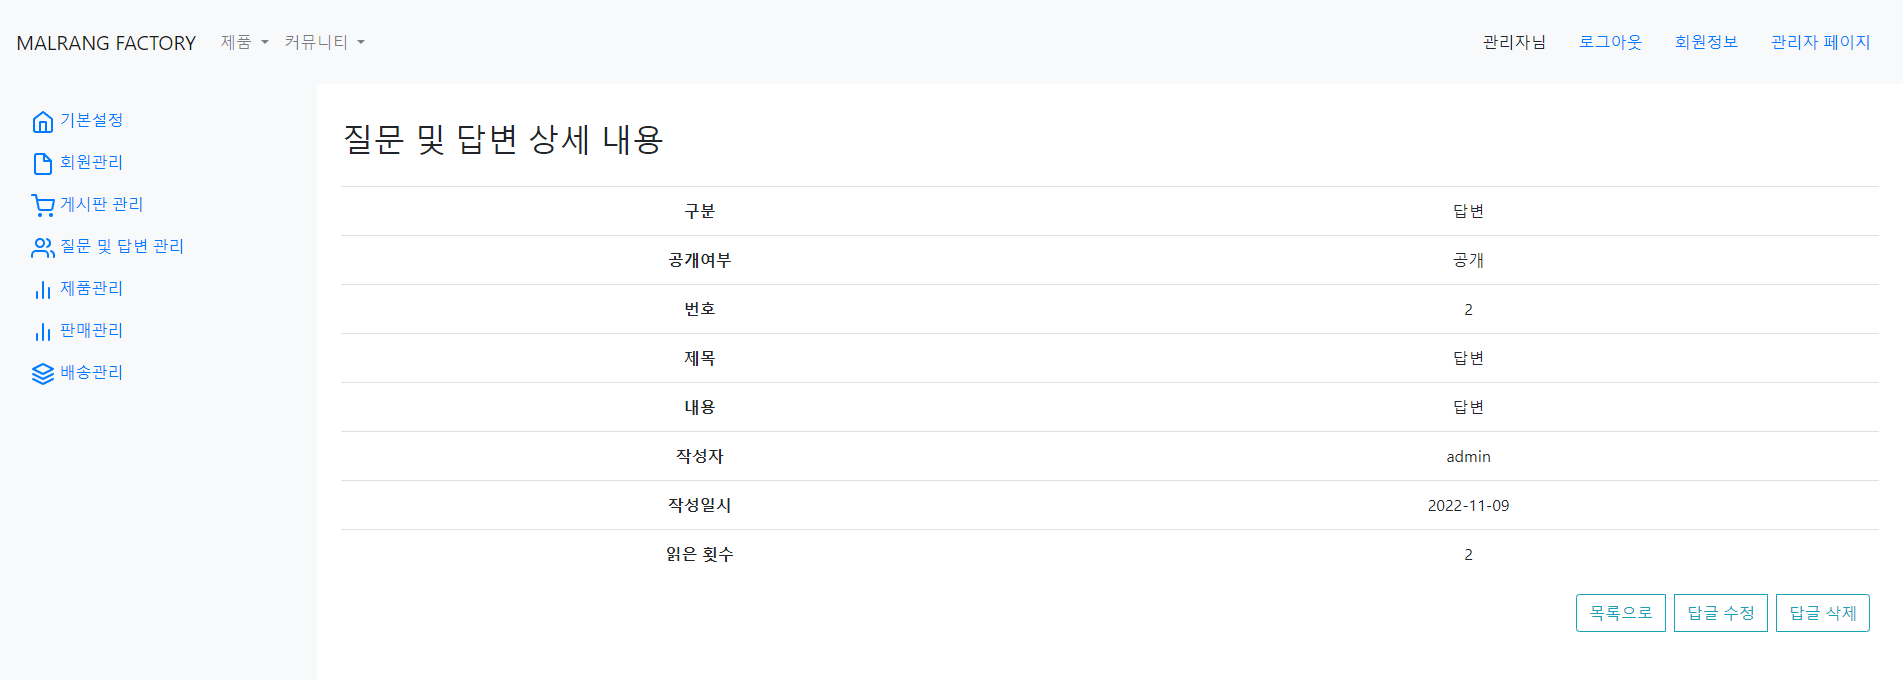 MALRANG FACTORY 제품 커뮤니티 관리자님 로그아웃 회원정보 관리자 페이지
기본설정
회원관리
게시판 관리
질문 및 답변 관리
제품관리
판매관리
배송관리
질문 및 답변 상세 내용
구분 답변
공개여부 공개
번호 2
제목 답변
내용 답변
작성자 admin
작성일시 2022-11-09
읽은 횟수 2
목록으로 답글 수정 답글 삭제